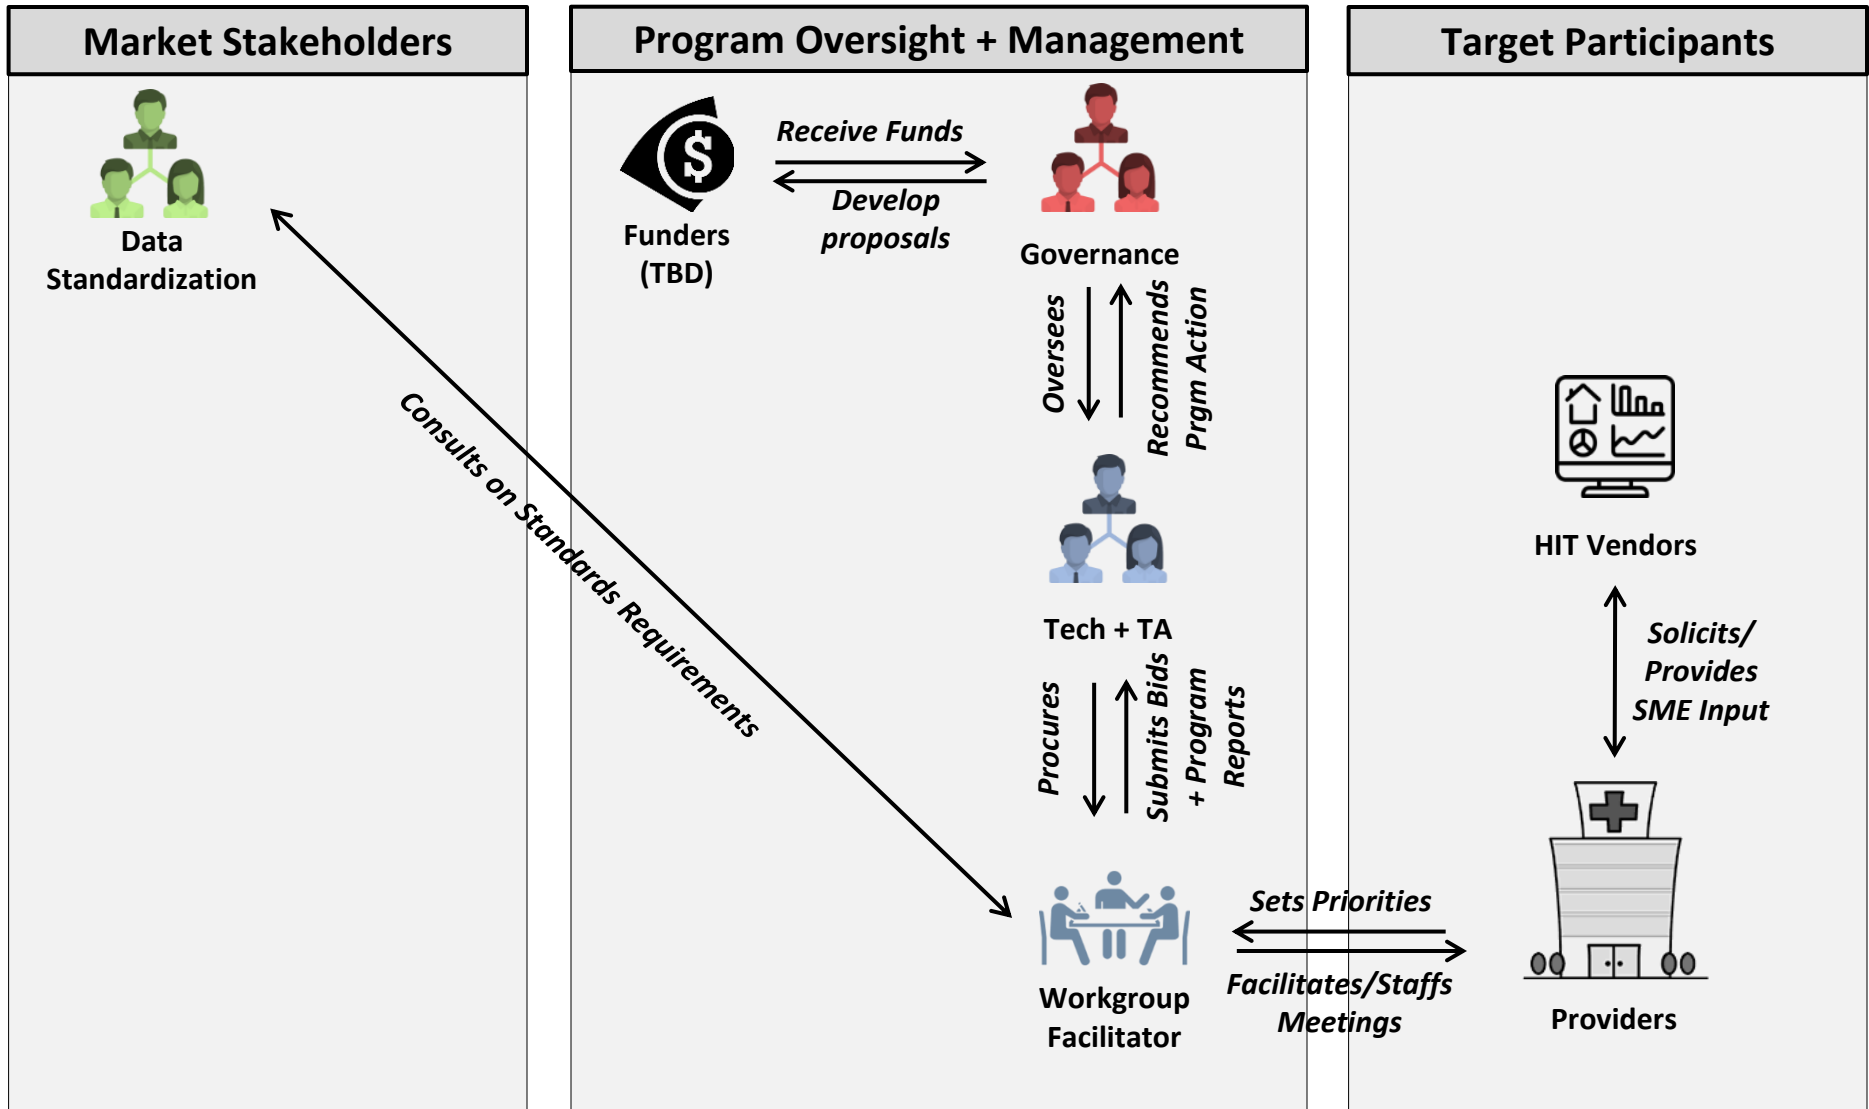 Market Stakeholders
Program Oversight + Management
Target Participants
Data
Standardization
Funders
(TBD)
Receive Funds
Develop
proposals
Governance
Oversees
Recommends
Prgm Action
Consults on Standards Requirements
Tech + TA
Procures
Submits Bids
+ Program
Reports
Workgroup
Facilitator
Sets Priorities
Facilitates/Staffs
Meetings
HIT Vendors
Solicits/
Provides
SME Input
Providers